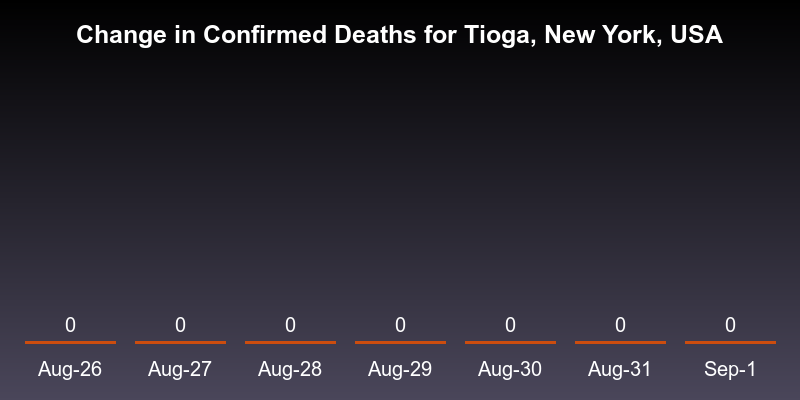 Change in Confirmed Deaths for Tioga, New York, USA
0 0 0 0 0 0 0
Aug-26 Aug-27 Aug-28 Aug-29 Aug-30 Aug-31 Sep-1